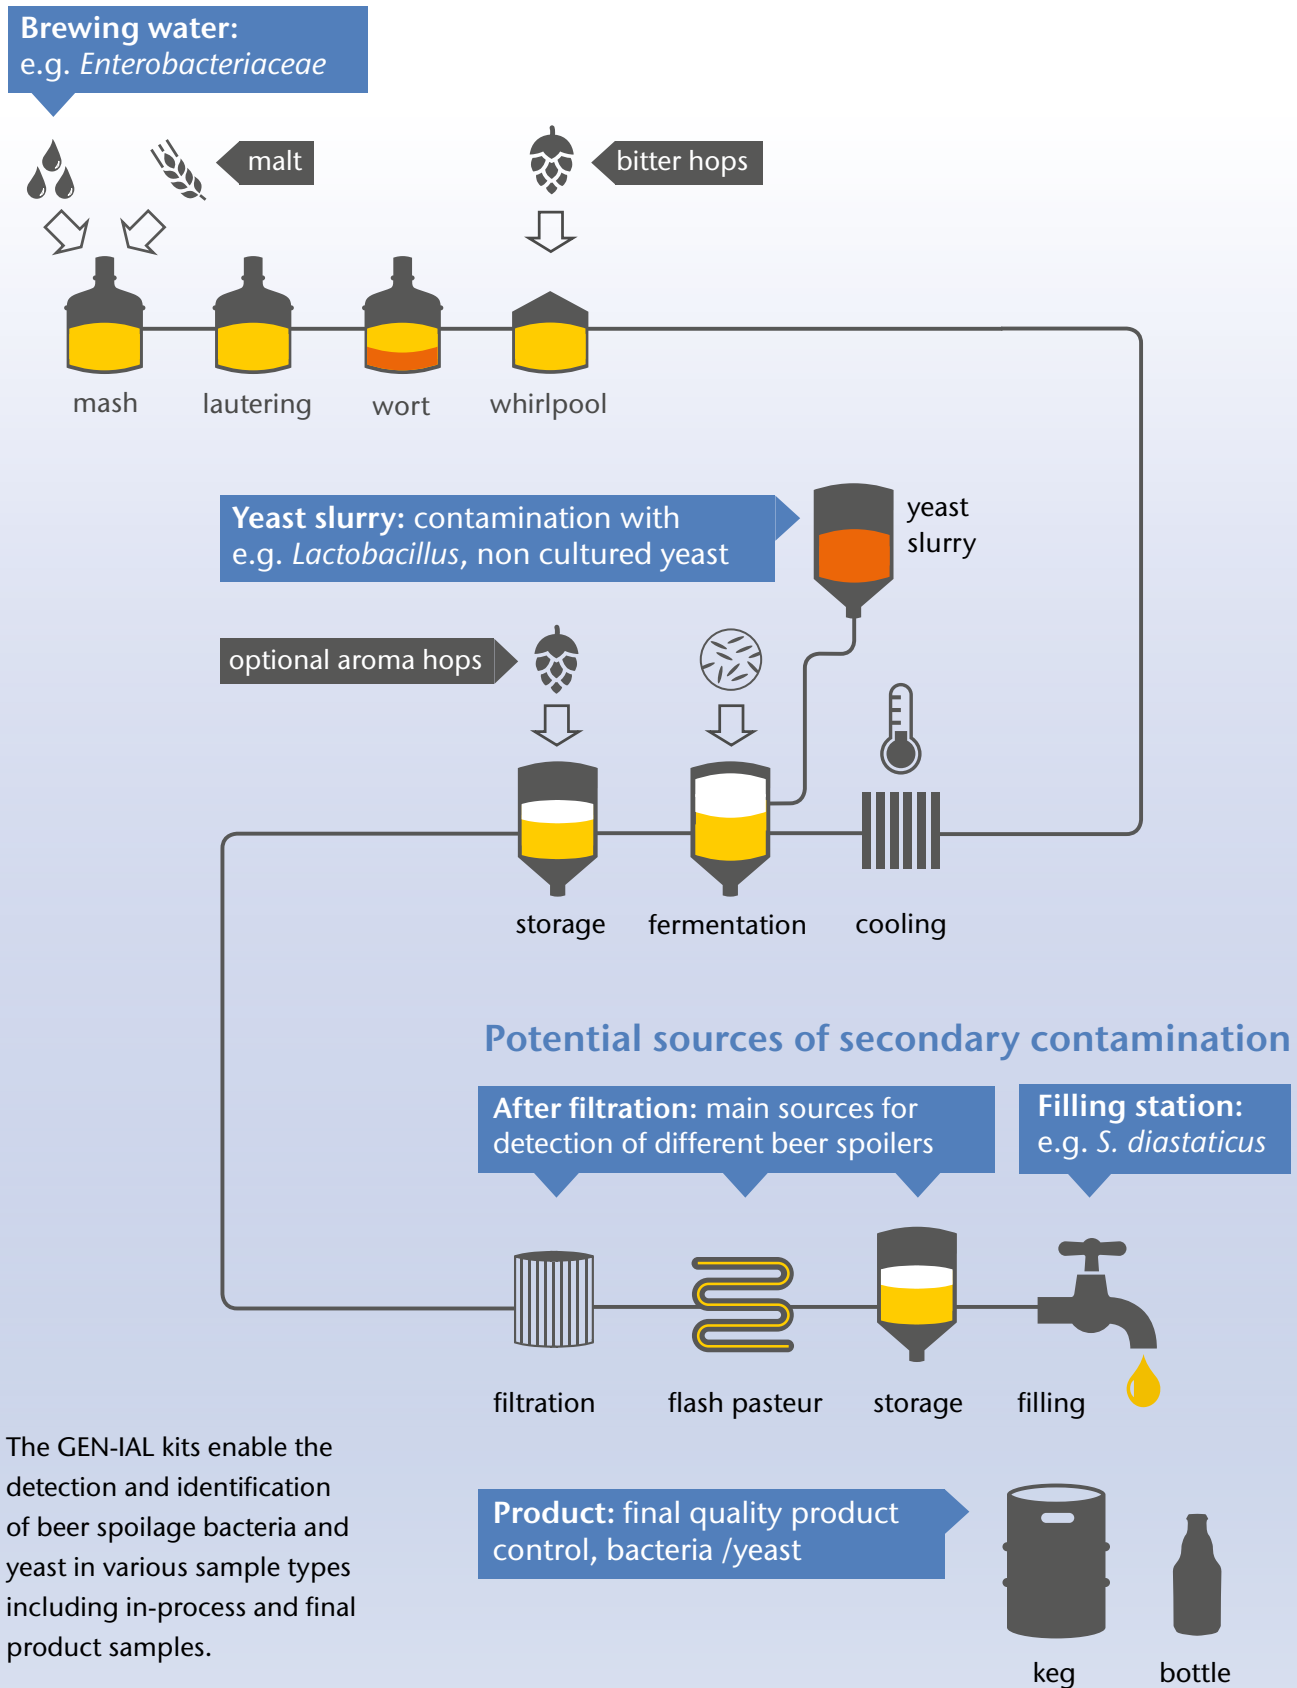 Brewing water:
e.g. Enterobacteriaceae
malt
bitter hops
mash
lautering
wort
whirlpool
Yeast slurry: contamination with
e.g. Lactobacillus, non cultured yeast
yeast
slurry
optional aroma hops
storage
fermentation
cooling
Potential sources of secondary contamination
After filtration: main sources for
detection of different beer spoilers
Filling station:
e.g. S. diastaticus
filtration
flash pasteur
storage
filling
The GEN-IAL kits enable the
detection and identification
of beer spoilage bacteria and
yeast in various sample types
including in-process and final
product samples.
Product: final quality product
control, bacteria /yeast
keg
bottle